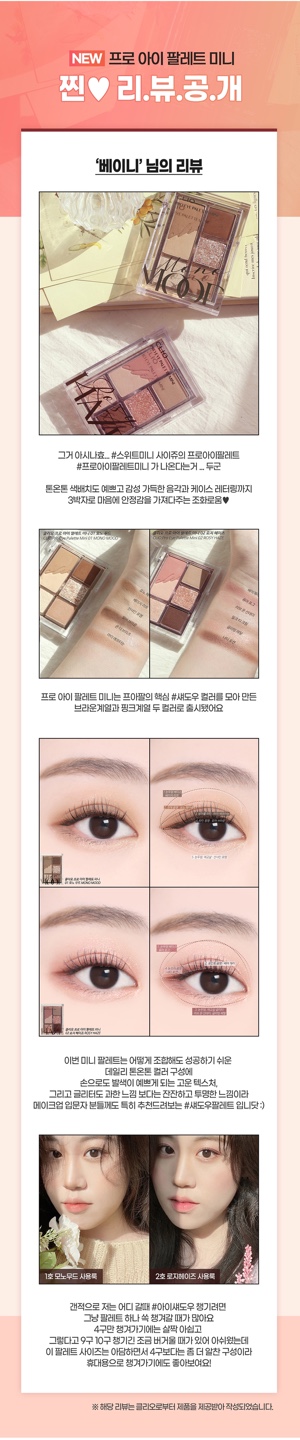 NEW 프로 아이 팔레트 미니
찐♥ 리.뷰.공.개
‘베이니’ 님의 리뷰
그거 아시나효... #스위트미니 사이쥬의 프로아이팔레트
#프로아이팔레트미니 가 나온다는거 ... 두군
톤온톤 색배치도 예쁘고 감성 가득한 음각과 케이스 레터링까지
3박자로 마음에 안정감을 가져다주는 조화로움♥
프로 아이 팔레트 미니는 프아팔의 핵심 #섀도우 컬러를 모아 만든
브라운계열과 핑크계열 두 컬러로 출시됐어요
이번 미니 팔레트는 어떻게 조합해도 성공하기 쉬운
데일리 톤온톤 컬러 구성에
손으로도 발색이 예쁘게 되는 고운 텍스처,
그리고 글리터도 과한 느낌 보다는 잔잔하고 투명한 느낌이라
메이크업 입문자 분들께도 특히 추천드려보는 #섀도우팔레트 입니닷 :)
1호 모노무드 사용룩
2호 로지헤이즈 사용룩
갠적으로 저는 어디 갈때 #아이섀도우 챙기려면
그냥 팔레트 하나 쏙 챙겨갈 때가 많아요
4구만 챙겨가기에는 살짝 아쉽고
그렇다고 9구 10구 챙기긴 조금 버거울 때가 있어 아쉬웠는데
이 팔레트 사이즈는 아담하면서 4구보다는 좀 더 알찬 구성이라
휴대용으로 챙겨가기에도 좋아보여요!
※ 해당 리뷰는 클리오로부터 제품을 제공받아 작성되었습니다.